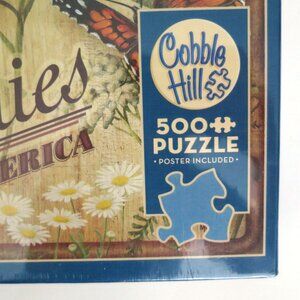 Cobble
Hill
ies
ERICA
500
PUZZLE
• POSTER INCLUDED •